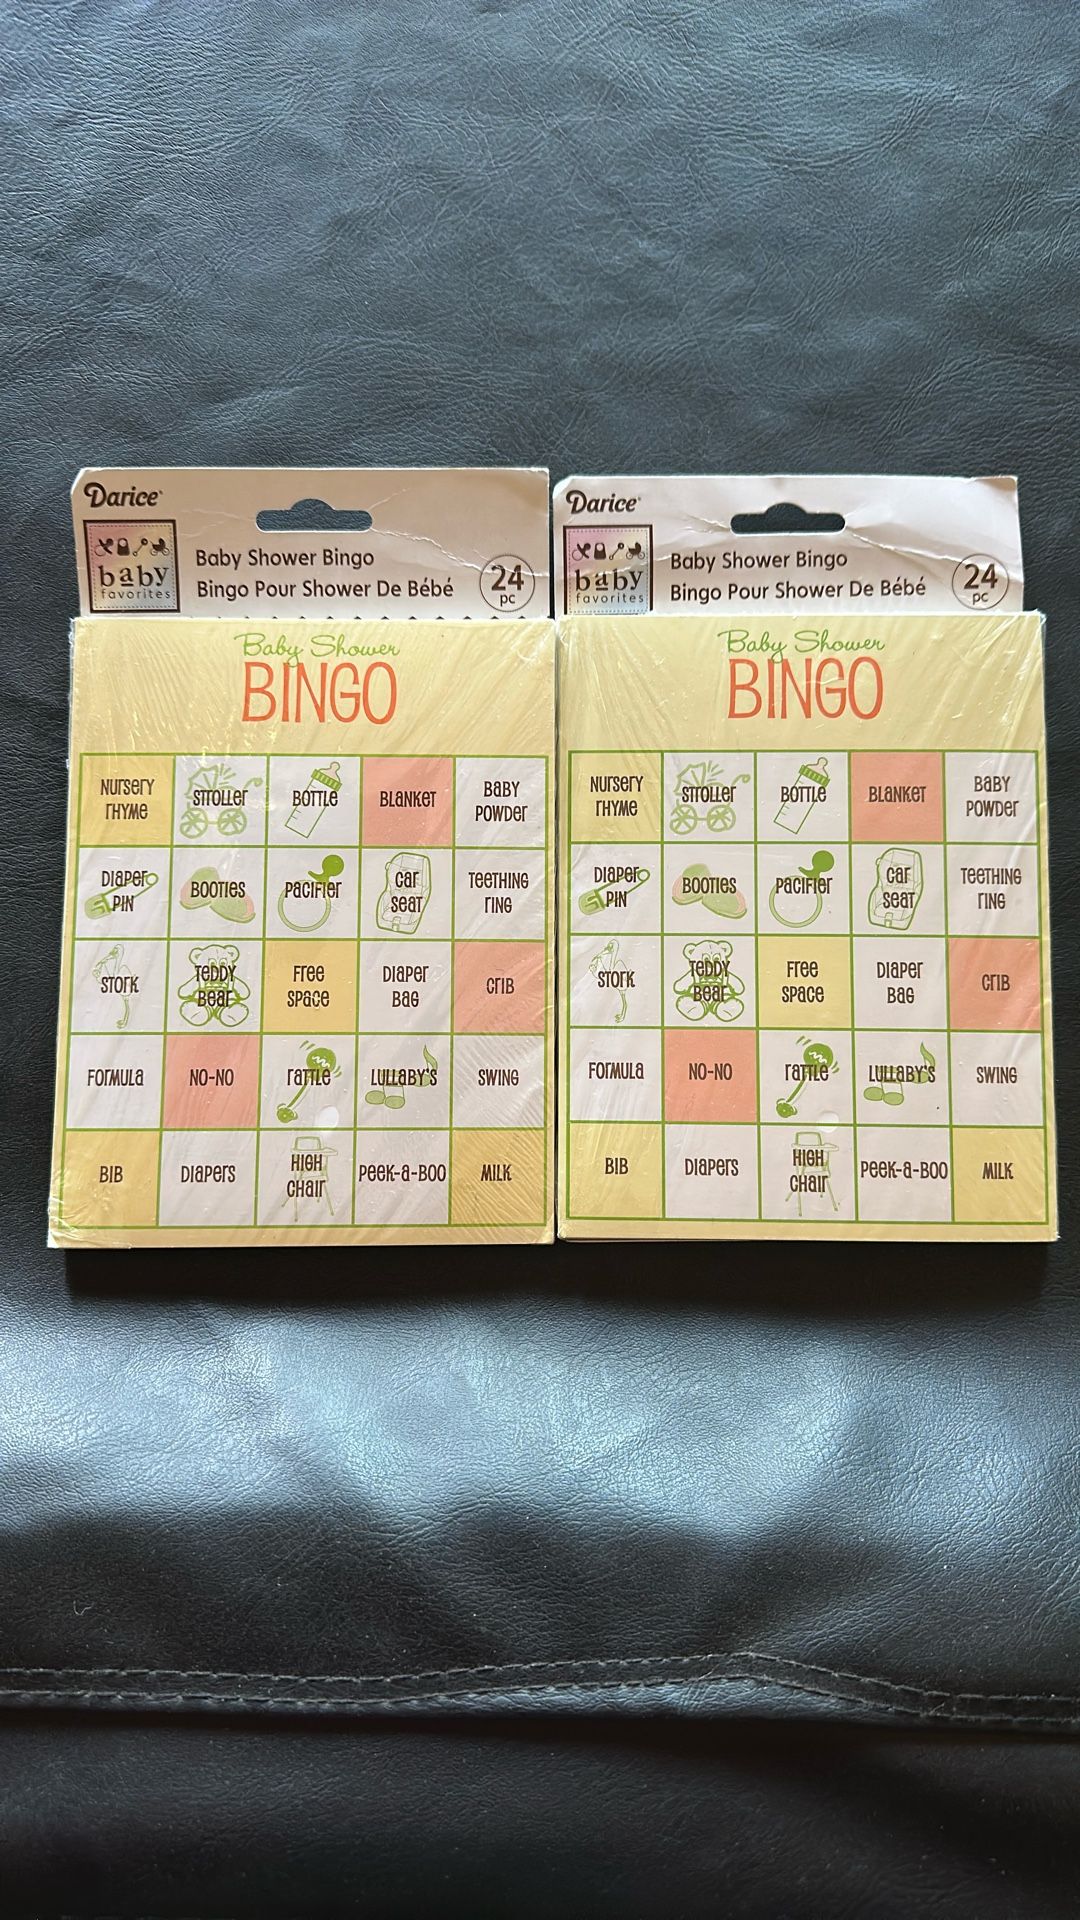 Darice
baby
favorites
Baby Shower Bingo
Bingo Pour Shower De Bébé
24
pc
Baby Shower
BINGO
NURSERY
RHYME
STROLLER
BOTTLE
BLANKET
BABY
POWDER
DIAPER
PIN
BOOTIES
PACIFIER
CAR
SEAT
TEETHING
RING
STORK
TEDDY
BEAR
FREE
SPACE
DIAPER
BAG
CRIB
FORMULA
NO-NO
RATTLE
LULLABY'S
SWING
BIB
DIAPERS
HIGH
CHAIR
PEEK-A-BOO
MILK
Darice
baby
favorites
Baby Shower Bingo
Bingo Pour Shower De Bébé
24
pc
Baby Shower
BINGO
NURSERY
RHYME
STROLLER
BOTTLE
BLANKET
BABY
POWDER
DIAPER
PIN
BOOTIES
PACIFIER
CAR
SEAT
TEETHING
RING
STORK
TEDDY
BEAR
FREE
SPACE
DIAPER
BAG
CRIB
FORMULA
NO-NO
RATTLE
LULLABY'S
SWING
BIB
DIAPERS
HIGH
CHAIR
PEEK-A-BOO
MILK